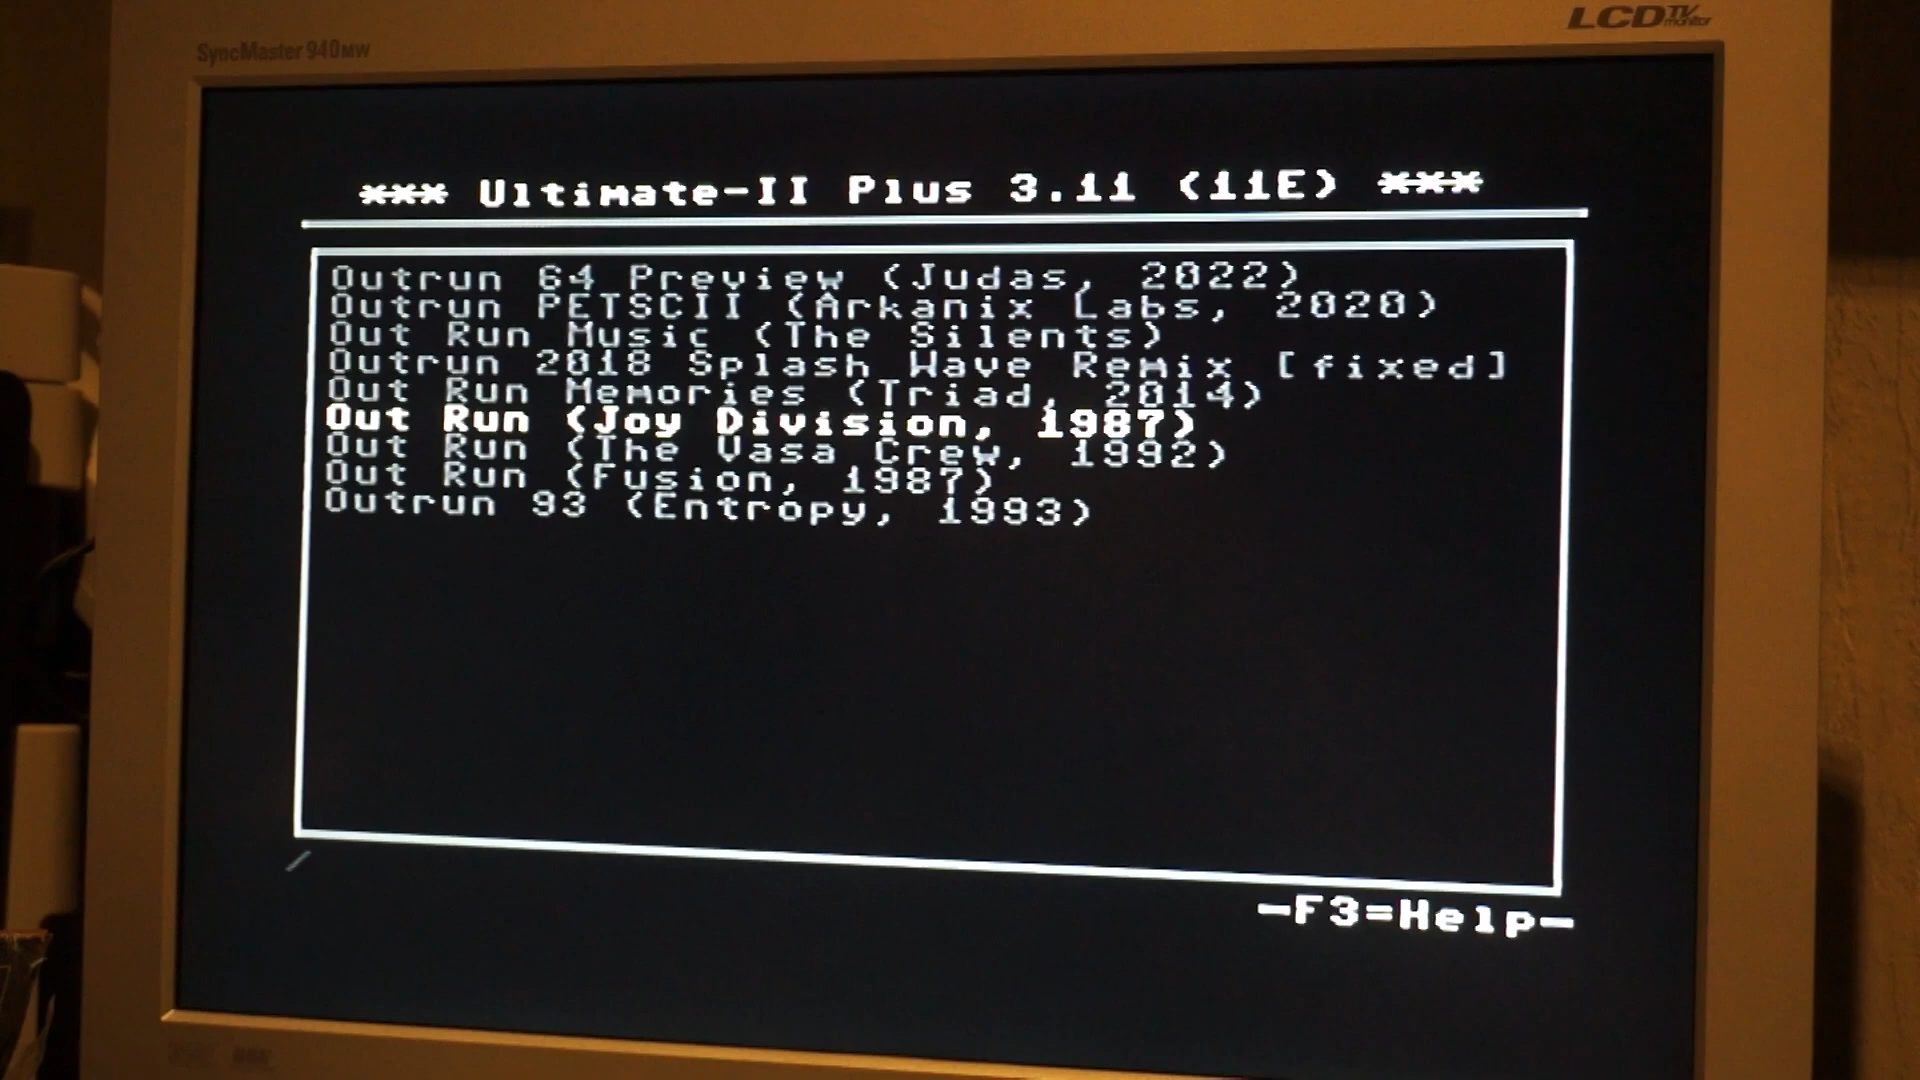 SyncMaster 940MW
LCD TV monitor
*** Ultimate-II Plus 3.11 (11E) ***
Outrun 64 Preview (Judas, 2022)
Outrun PETSCII (Arkanix Labs, 2020)
Out Run Music (The Silents)
Outrun 2018 Splash Wave Remix [fixed]
Out Run Memories (Triad, 2014)
Out Run (Joy Division, 1987)
Out Run (The Vasa Crew, 1992)
Out Run (Fusion, 1987)
Outrun 93 (Entropy, 1993)
/
-F3=Help-